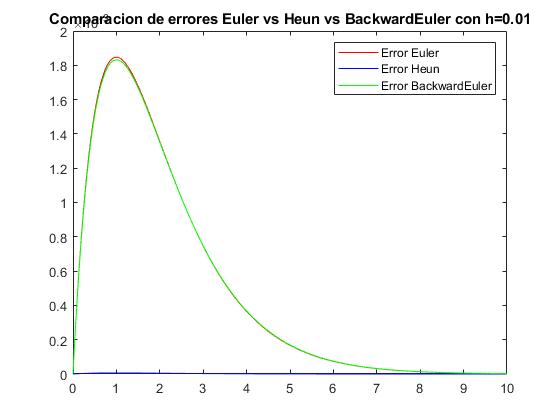 Comparacion de errores Euler vs Heun vs BackwardEuler con h=0.01
2
1.8
1.6
1.4
1.2
1
0.8
0.6
0.4
0.2
0
Error Euler
Error Heun
Error BackwardEuler
0 1 2 3 4 5 6 7 8 9 10